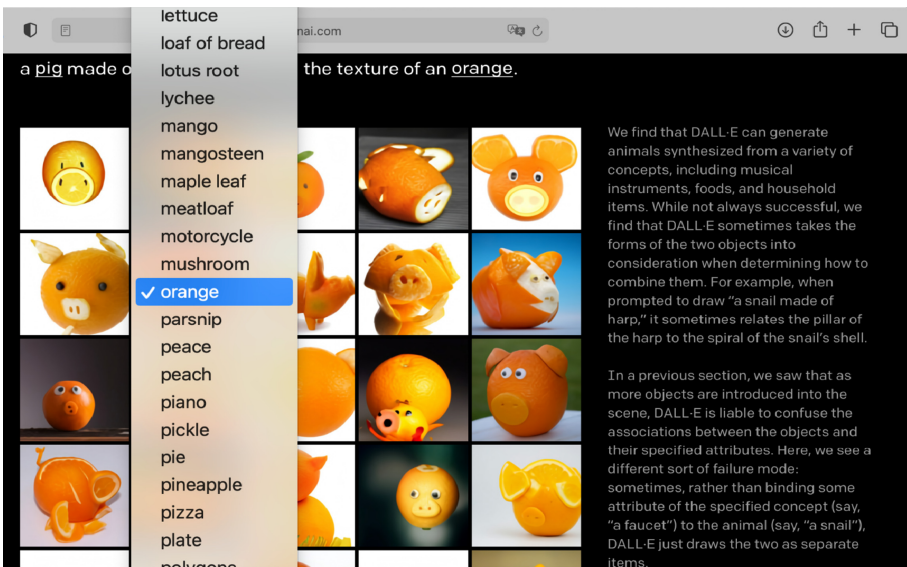 nai.com
lettuce
loaf of bread
lotus root
lychee
mango
mangosteen
maple leaf
meatloaf
motorcycle
mushroom
✓ orange
parsnip
peace
peach
piano
pickle
pie
pineapple
pizza
plate
polygons
a pig made o
the texture of an orange.
We find that DALL·E can generate
animals synthesized from a variety of
concepts, including musical
instruments, foods, and household
items. While not always successful, we
find that DALL·E sometimes takes the
forms of the two objects into
consideration when determining how to
combine them. For example, when
prompted to draw “a snail made of
harp,” it sometimes relates the pillar of
the harp to the spiral of the snail’s shell.
In a previous section, we saw that as
more objects are introduced into the
scene, DALL·E is liable to confuse the
associations between the objects and
their specified attributes. Here, we see a
different sort of failure mode:
sometimes, rather than binding some
attribute of the specified concept (say,
“a faucet”) to the animal (say, “a snail”),
DALL·E just draws the two as separate
items.